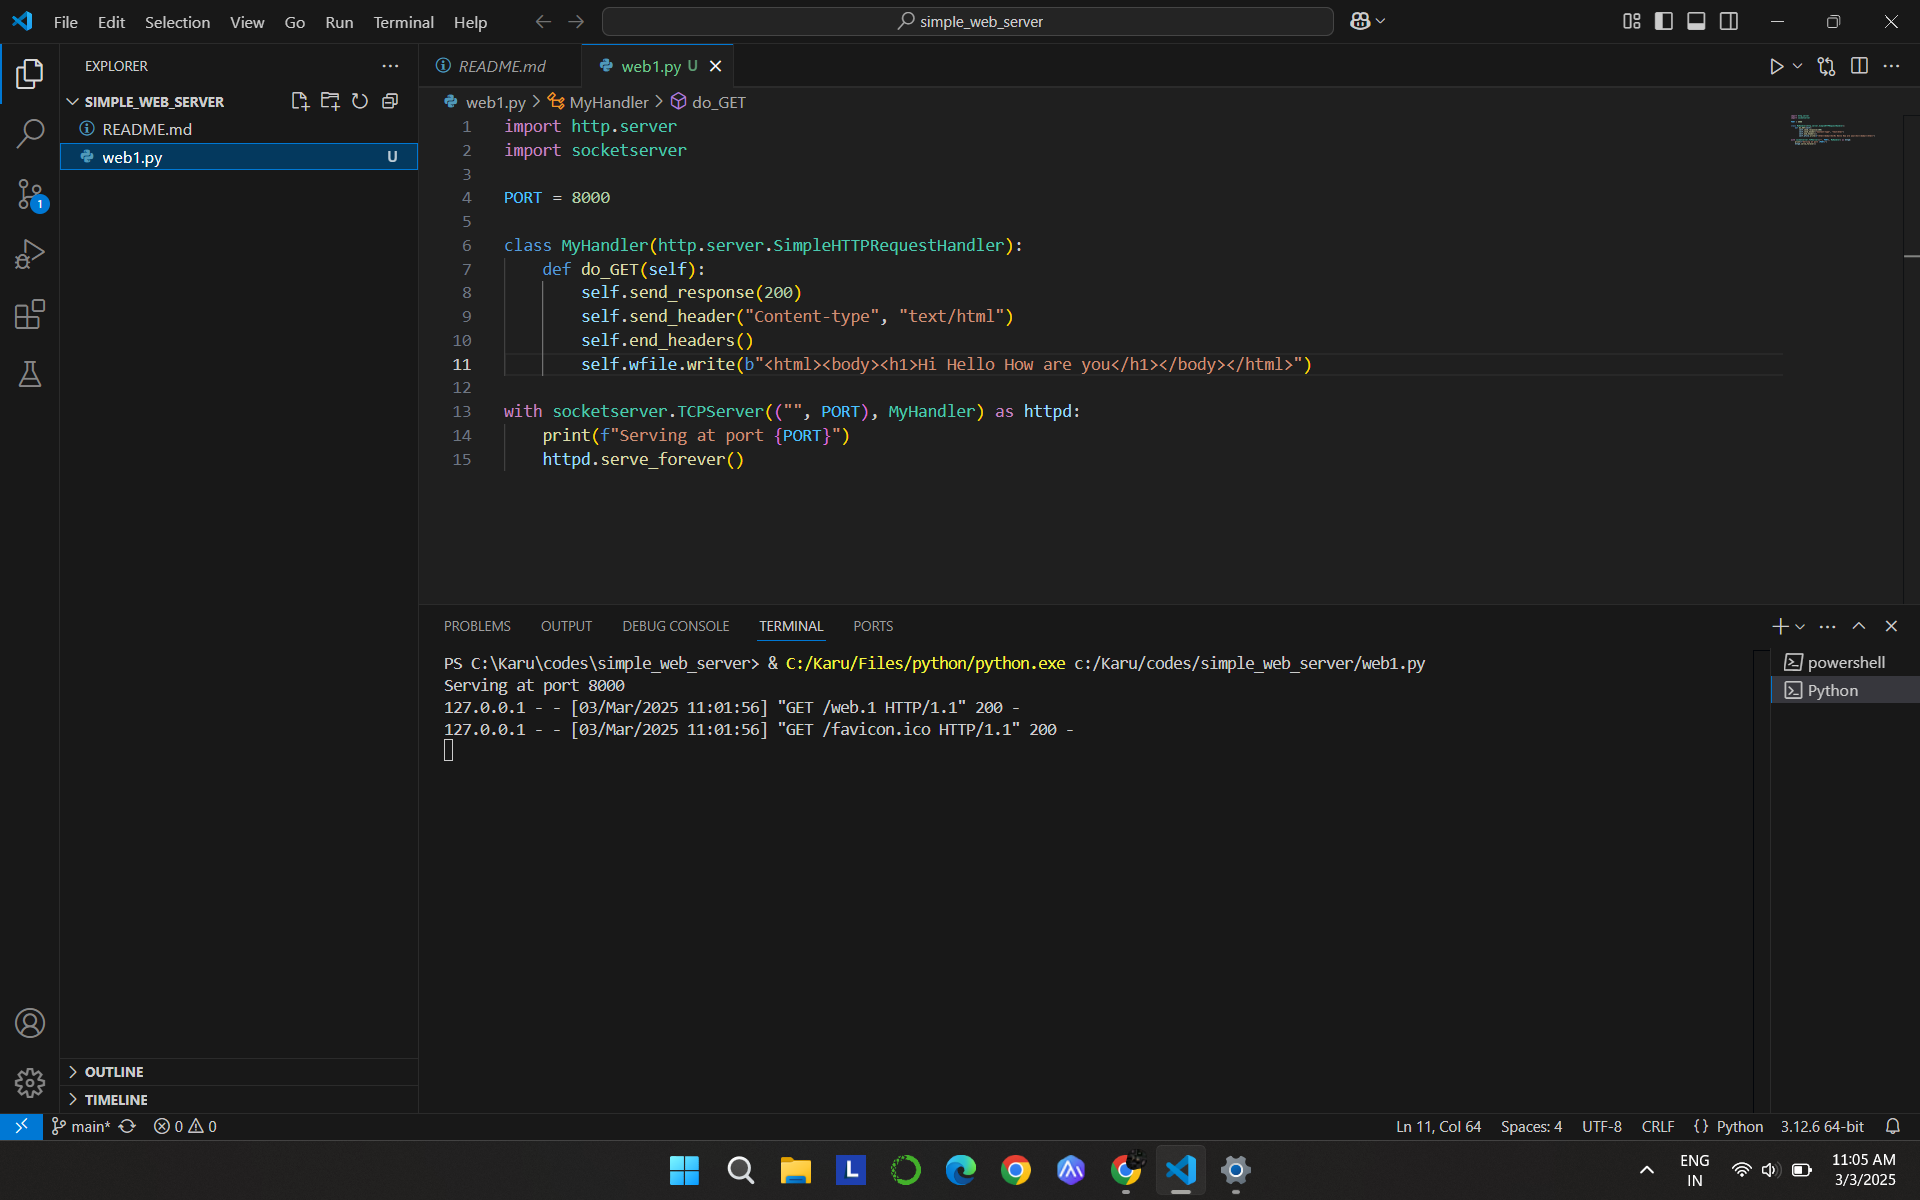 File Edit Selection View Go Run Terminal Help
simple_web_server
EXPLORER
SIMPLE_WEB_SERVER
README.md
web1.py U
1
OUTLINE
TIMELINE
README.md
web1.py U
web1.py > MyHandler > do_GET
1 import http.server
2 import socketserver
3
4 PORT = 8000
5
6 class MyHandler(http.server.SimpleHTTPRequestHandler):
7     def do_GET(self):
8         self.send_response(200)
9         self.send_header("Content-type", "text/html")
10         self.end_headers()
11         self.wfile.write(b"<html><body><h1>Hi Hello How are you</h1></body></html>")
12
13 with socketserver.TCPServer(("", PORT), MyHandler) as httpd:
14     print(f"Serving at port {PORT}")
15     httpd.serve_forever()
PROBLEMS OUTPUT DEBUG CONSOLE TERMINAL PORTS
PS C:\Karu\codes\simple_web_server> & C:/Karu/Files/python/python.exe c:/Karu/codes/simple_web_server/web1.py
Serving at port 8000
127.0.0.1 - - [03/Mar/2025 11:01:56] "GET /web.1 HTTP/1.1" 200 -
127.0.0.1 - - [03/Mar/2025 11:01:56] "GET /favicon.ico HTTP/1.1" 200 -
powershell
Python
main* 0 0
Ln 11, Col 64 Spaces: 4 UTF-8 CRLF {} Python 3.12.6 64-bit
L
ENG
IN
11:05 AM
3/3/2025